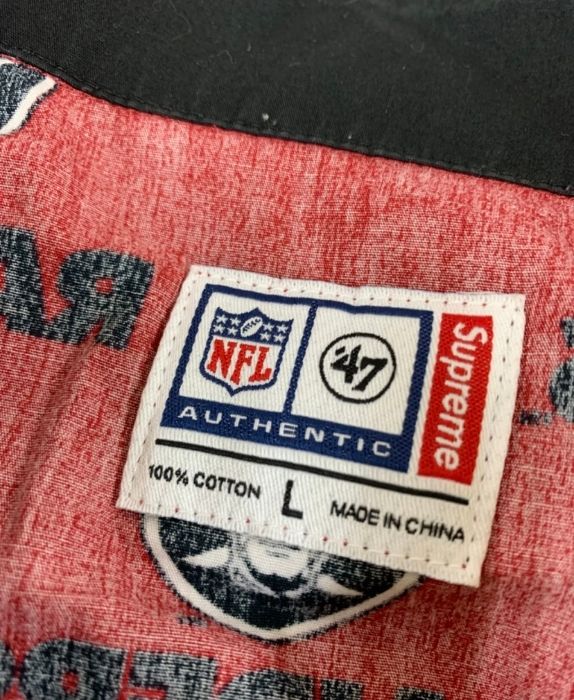 NFL
'47
Supreme
AUTHENTIC
100% COTTON L MADE IN CHINA